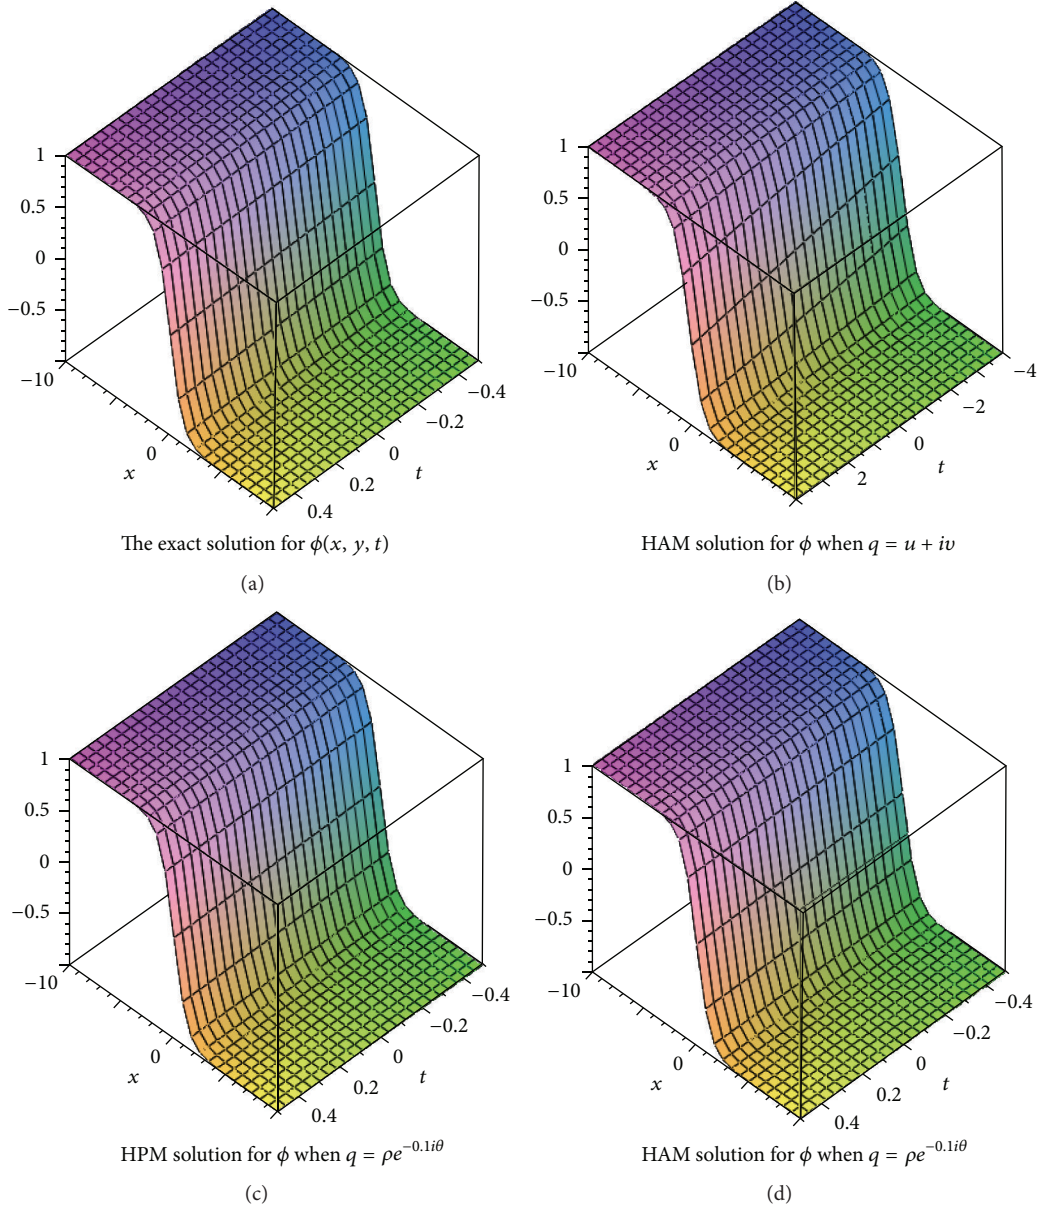 1
0.5
0
−0.5
−10
0
x
0.4
0.2
0
−0.2
−0.4
t
The exact solution for ϕ(x, y, t)
(a)
1
0.5
0
−0.5
−10
0
x
2
0
−2
−4
t
HAM solution for ϕ when q = u + iv
(b)
1
0.5
0
−0.5
−10
0
x
0.4
0.2
0
−0.2
−0.4
t
HPM solution for ϕ when q = ρe^{−0.1iθ}
(c)
1
0.5
0
−0.5
−10
0
x
0.4
0.2
0
−0.2
−0.4
t
HAM solution for ϕ when q = ρe^{−0.1iθ}
(d)